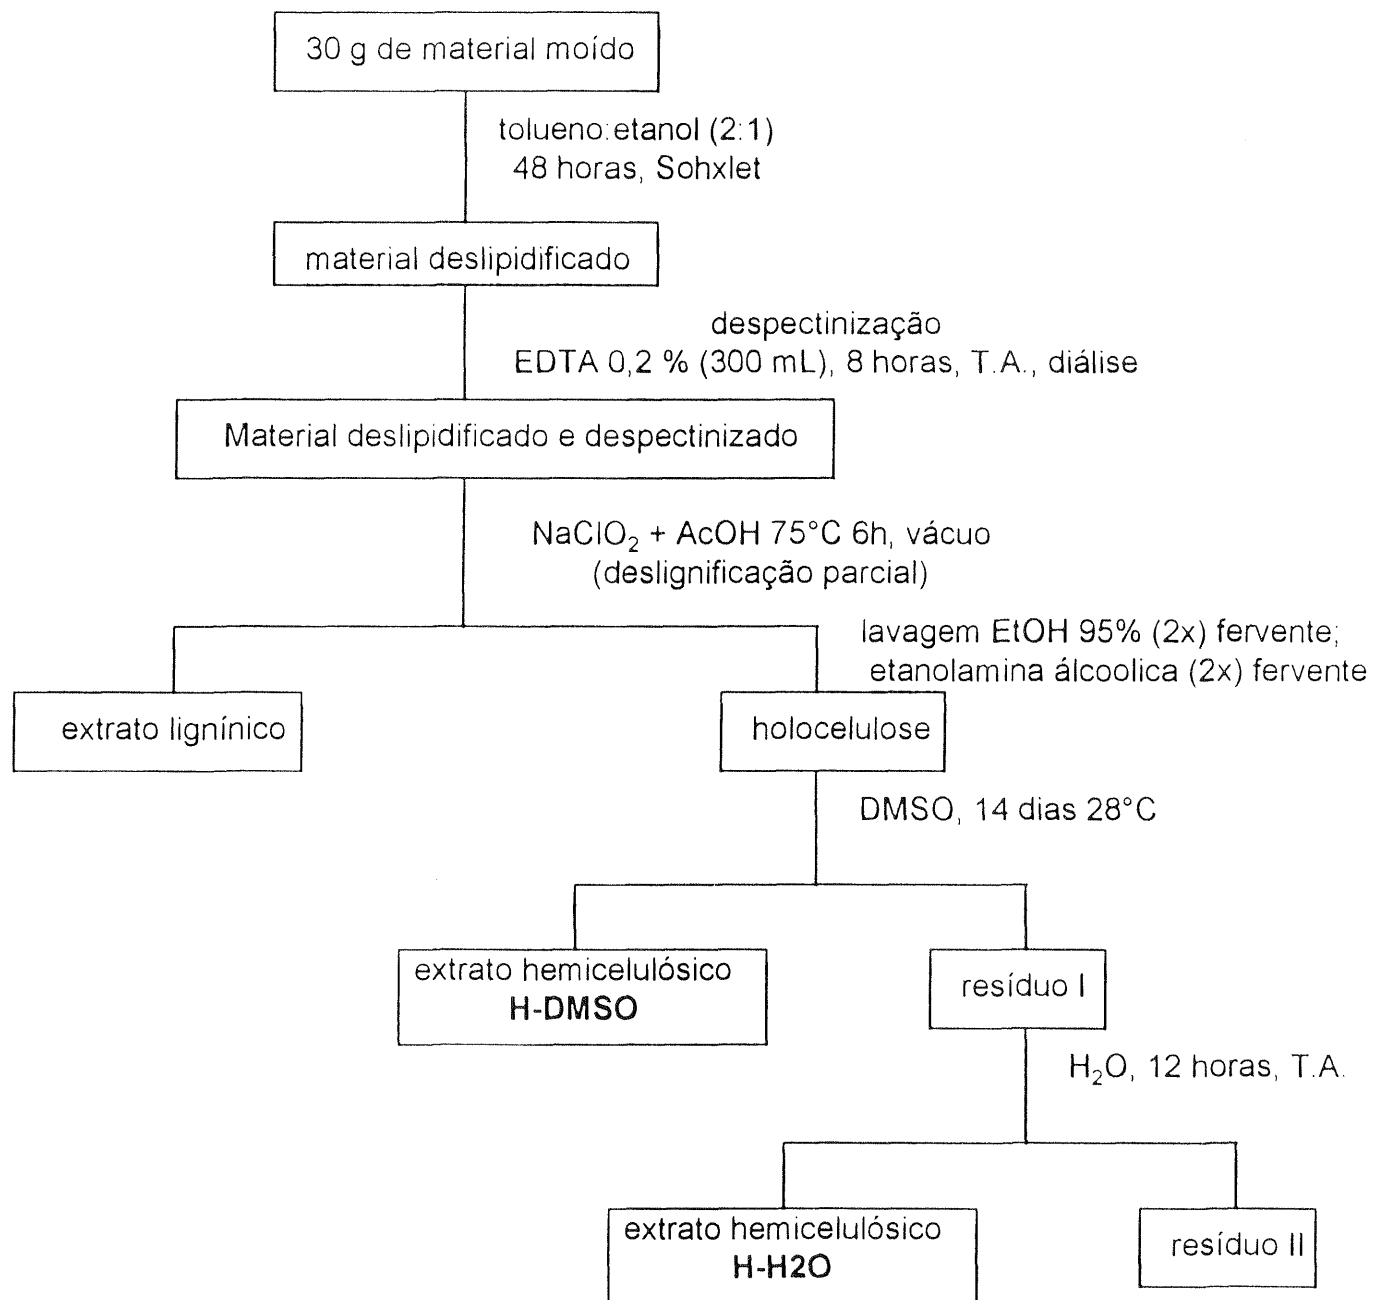 30 g de material moído
tolueno:etanol (2:1)
48 horas, Sohxlet
material deslipidificado
despectinização
EDTA 0,2 % (300 mL), 8 horas, T.A., diálise
Material deslipidificado e despectinizado
NaClO₂ + AcOH 75°C 6h, vácuo
(deslignificação parcial)
lavagem EtOH 95% (2x) fervente;
etanolamina álcoolica (2x) fervente
extrato lignínico
holocelulose
DMSO, 14 dias 28°C
extrato hemicelulósico
H-DMSO
resíduo I
H₂O, 12 horas, T.A.
extrato hemicelulósico
H-H2O
resíduo II